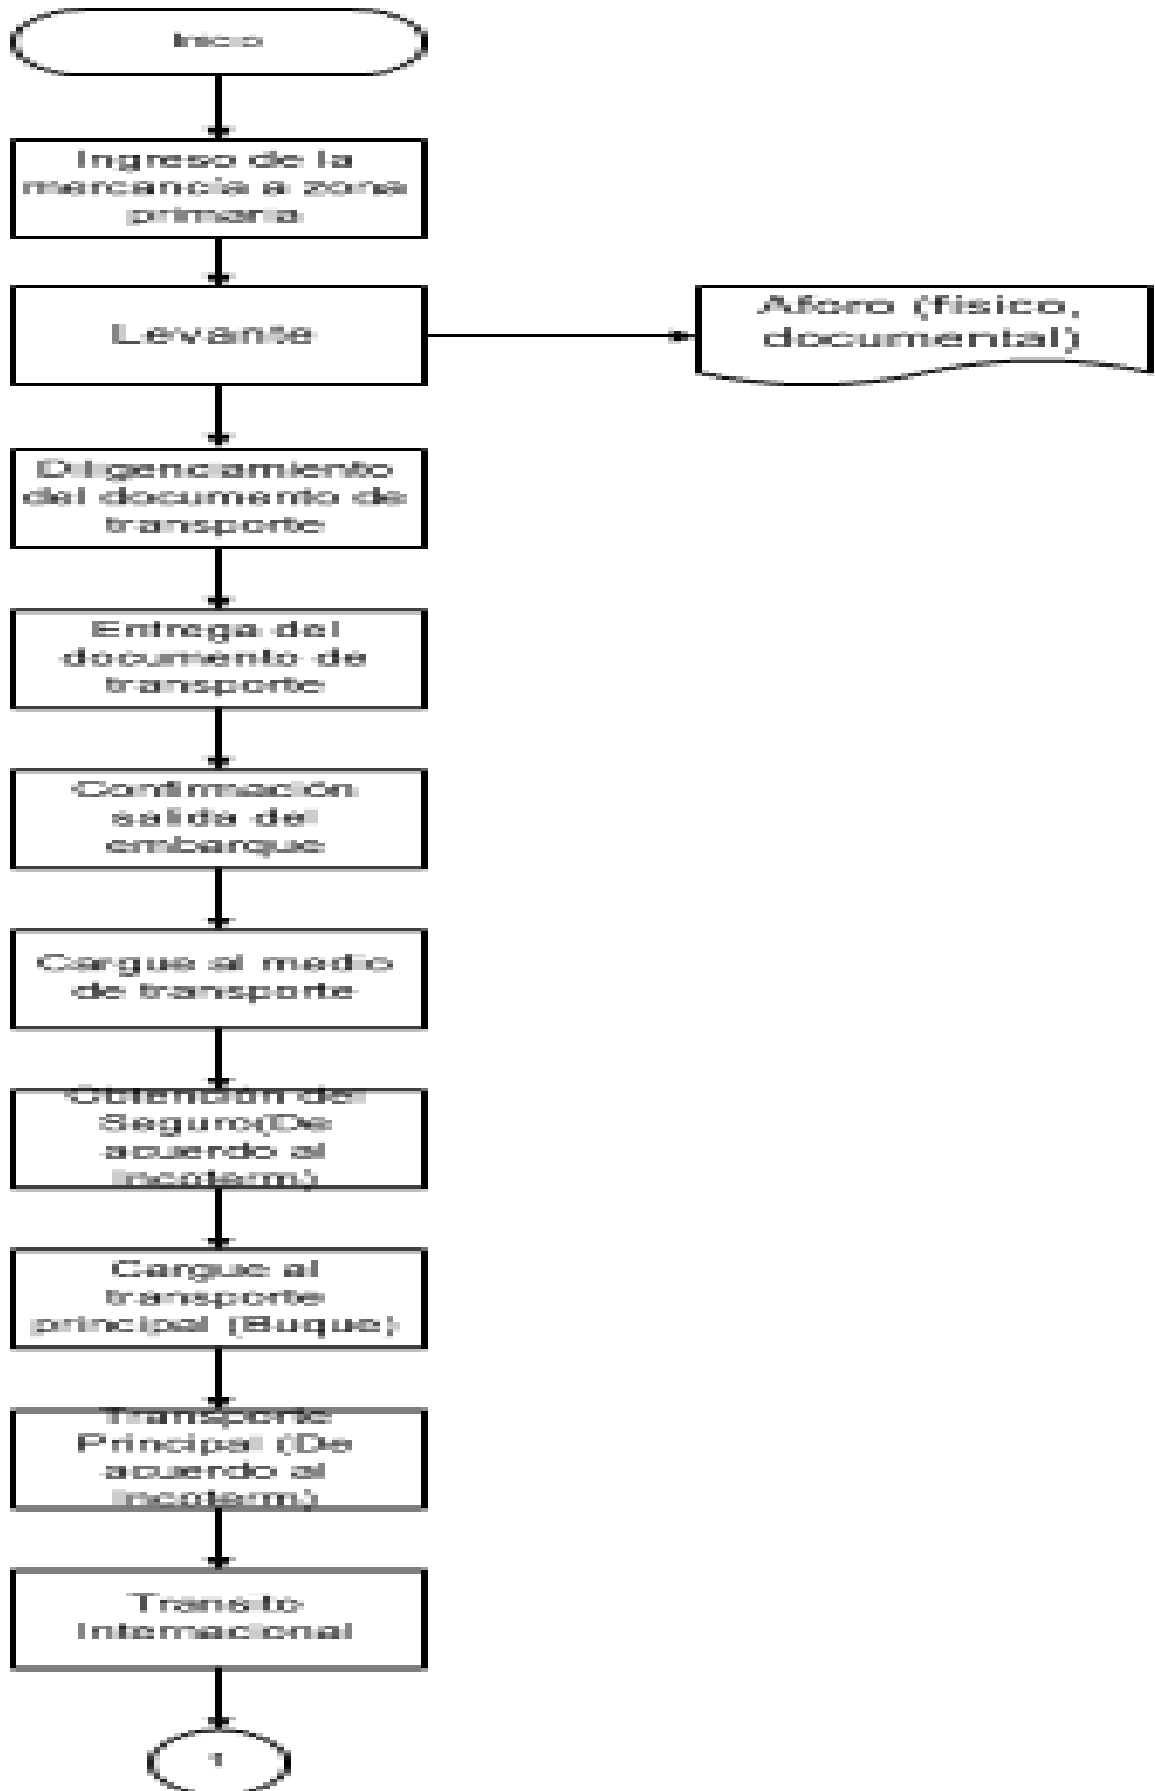 Inicio
Ingreso de la
mercancía a zona
primaria
Levante
Aforo (físico,
documental)
Diligenciamiento
del documento de
transporte
Entrega del
documento de
transporte
Confirmación
salida del
embarque
Cargue al medio
de transporte
Obtención del
Seguro(De
acuerdo al
Incoterm)
Cargue al
transporte
principal (Buque)
Transporte
Principal (De
acuerdo al
Incoterm)
Transito
Internacional
1